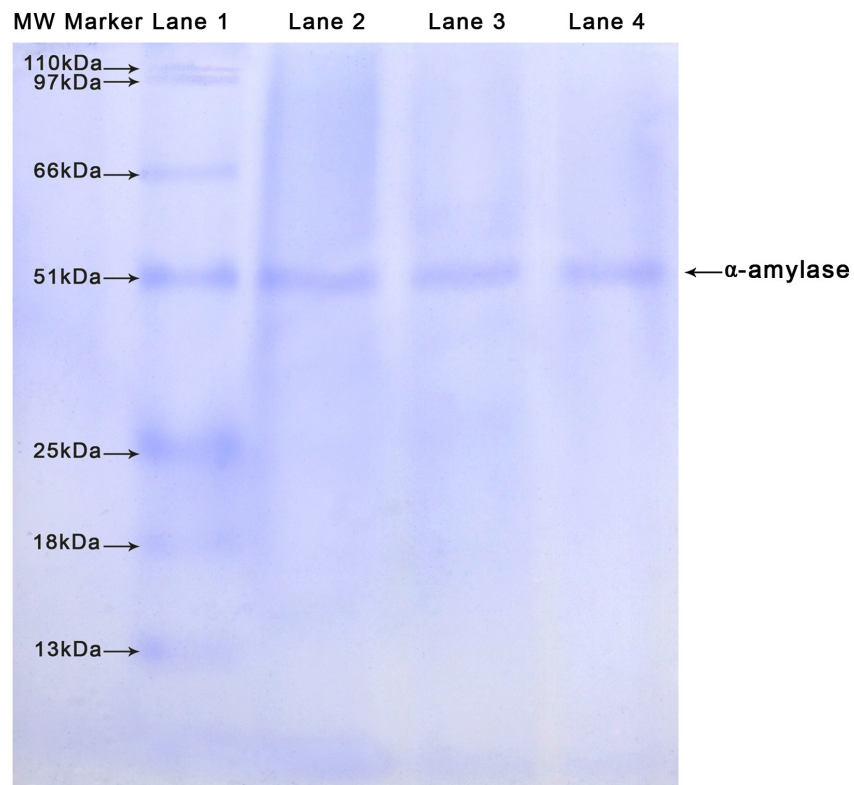 MW Marker Lane 1 Lane 2 Lane 3 Lane 4
110kDa
97kDa
66kDa
51kDa
α-amylase
25kDa
18kDa
13kDa